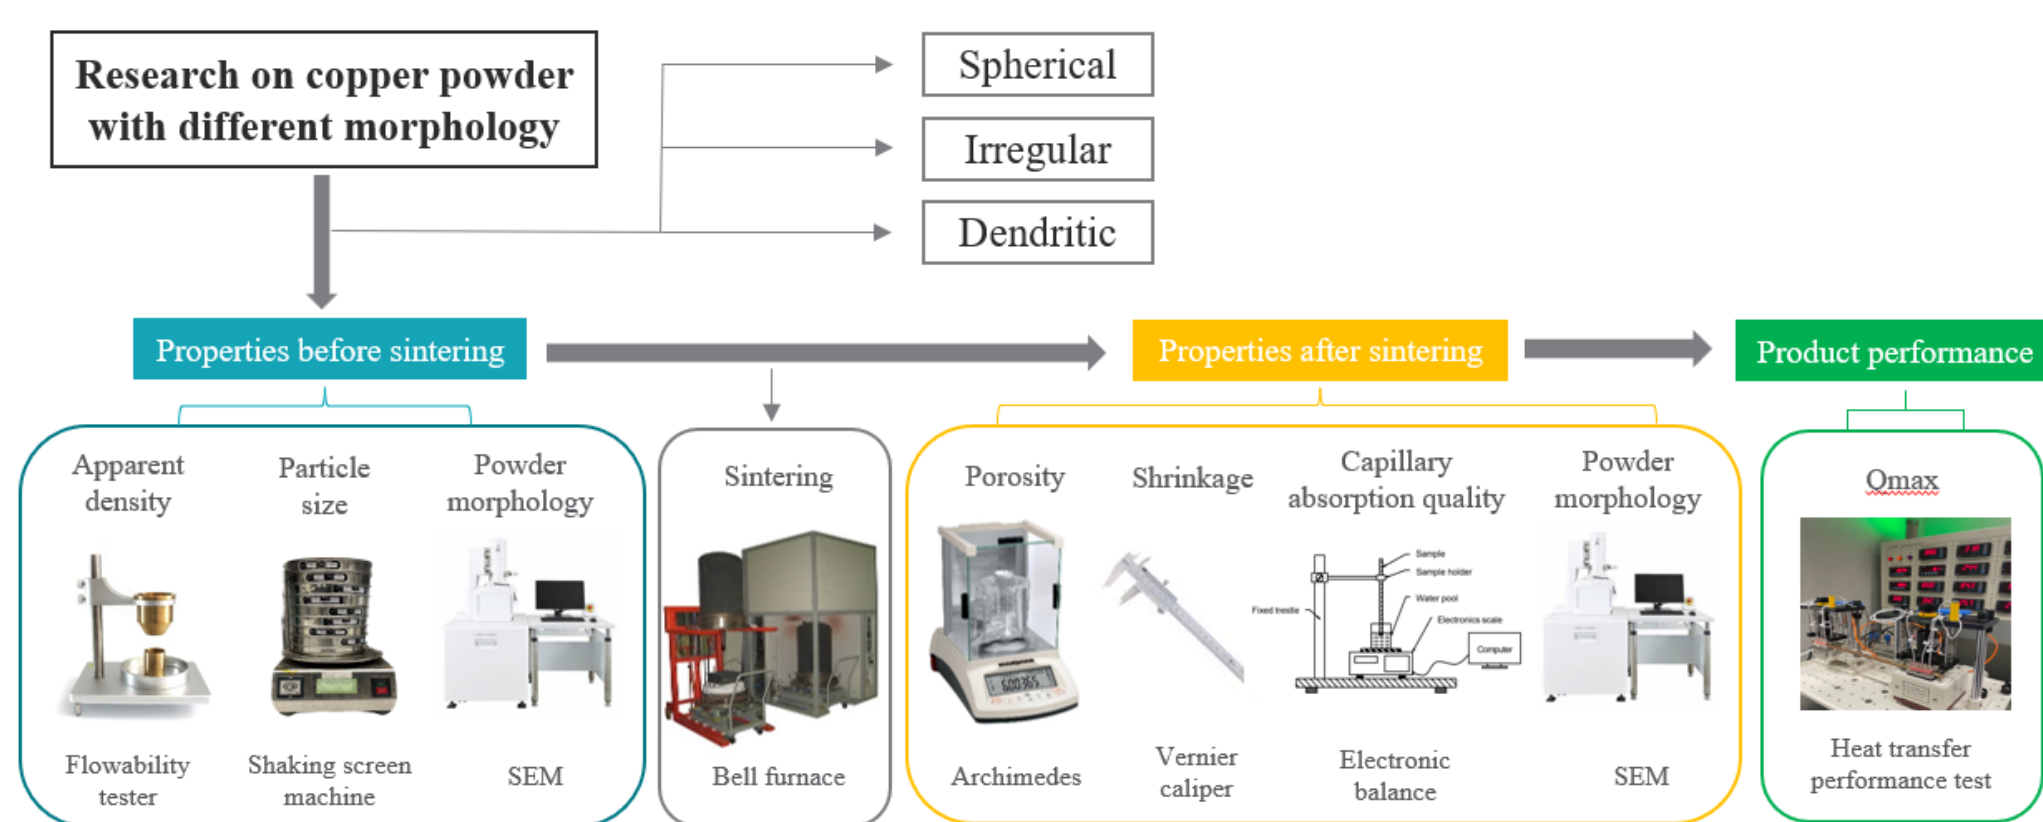 Research on copper powder
with different morphology
Spherical
Irregular
Dendritic
Properties before sintering
Properties after sintering
Product performance
Apparent
density
Particle
size
Powder
morphology
Flowability
tester
Shaking screen
machine
SEM
Sintering
Bell furnace
Porosity
Shrinkage
Capillary
absorption quality
Powder
morphology
600365
Sample
Sample holder
Water pool
Fixed trestle
Electronics scale
Computer
Archimedes
Vernier
caliper
Electronic
balance
SEM
Qmax
Heat transfer
performance test